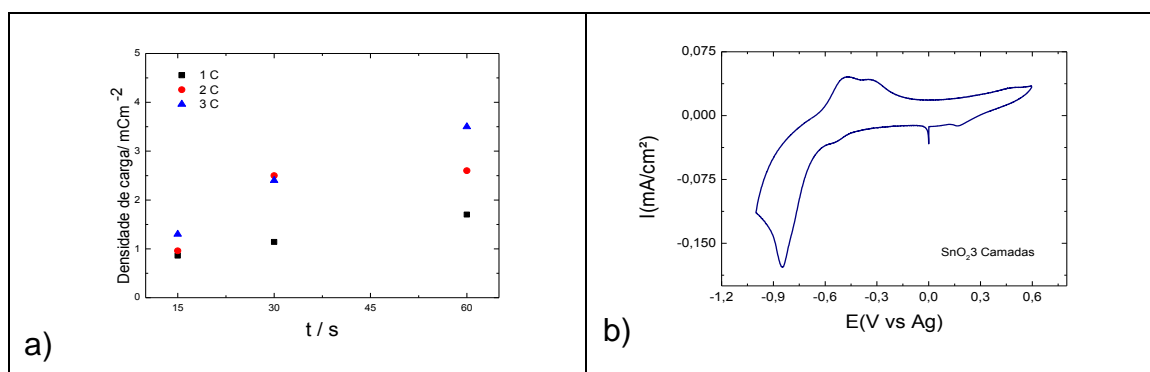 Densidade de carga/ mCm⁻²
5
4
3
2
1
0
1 C
2 C
3 C
15
30
45
60
t / s
a)
I(mA/cm²)
0,075
0,000
-0,075
-0,150
SnO₂3 Camadas
-1,2
-0,9
-0,6
-0,3
0,0
0,3
0,6
E(V vs Ag)
b)